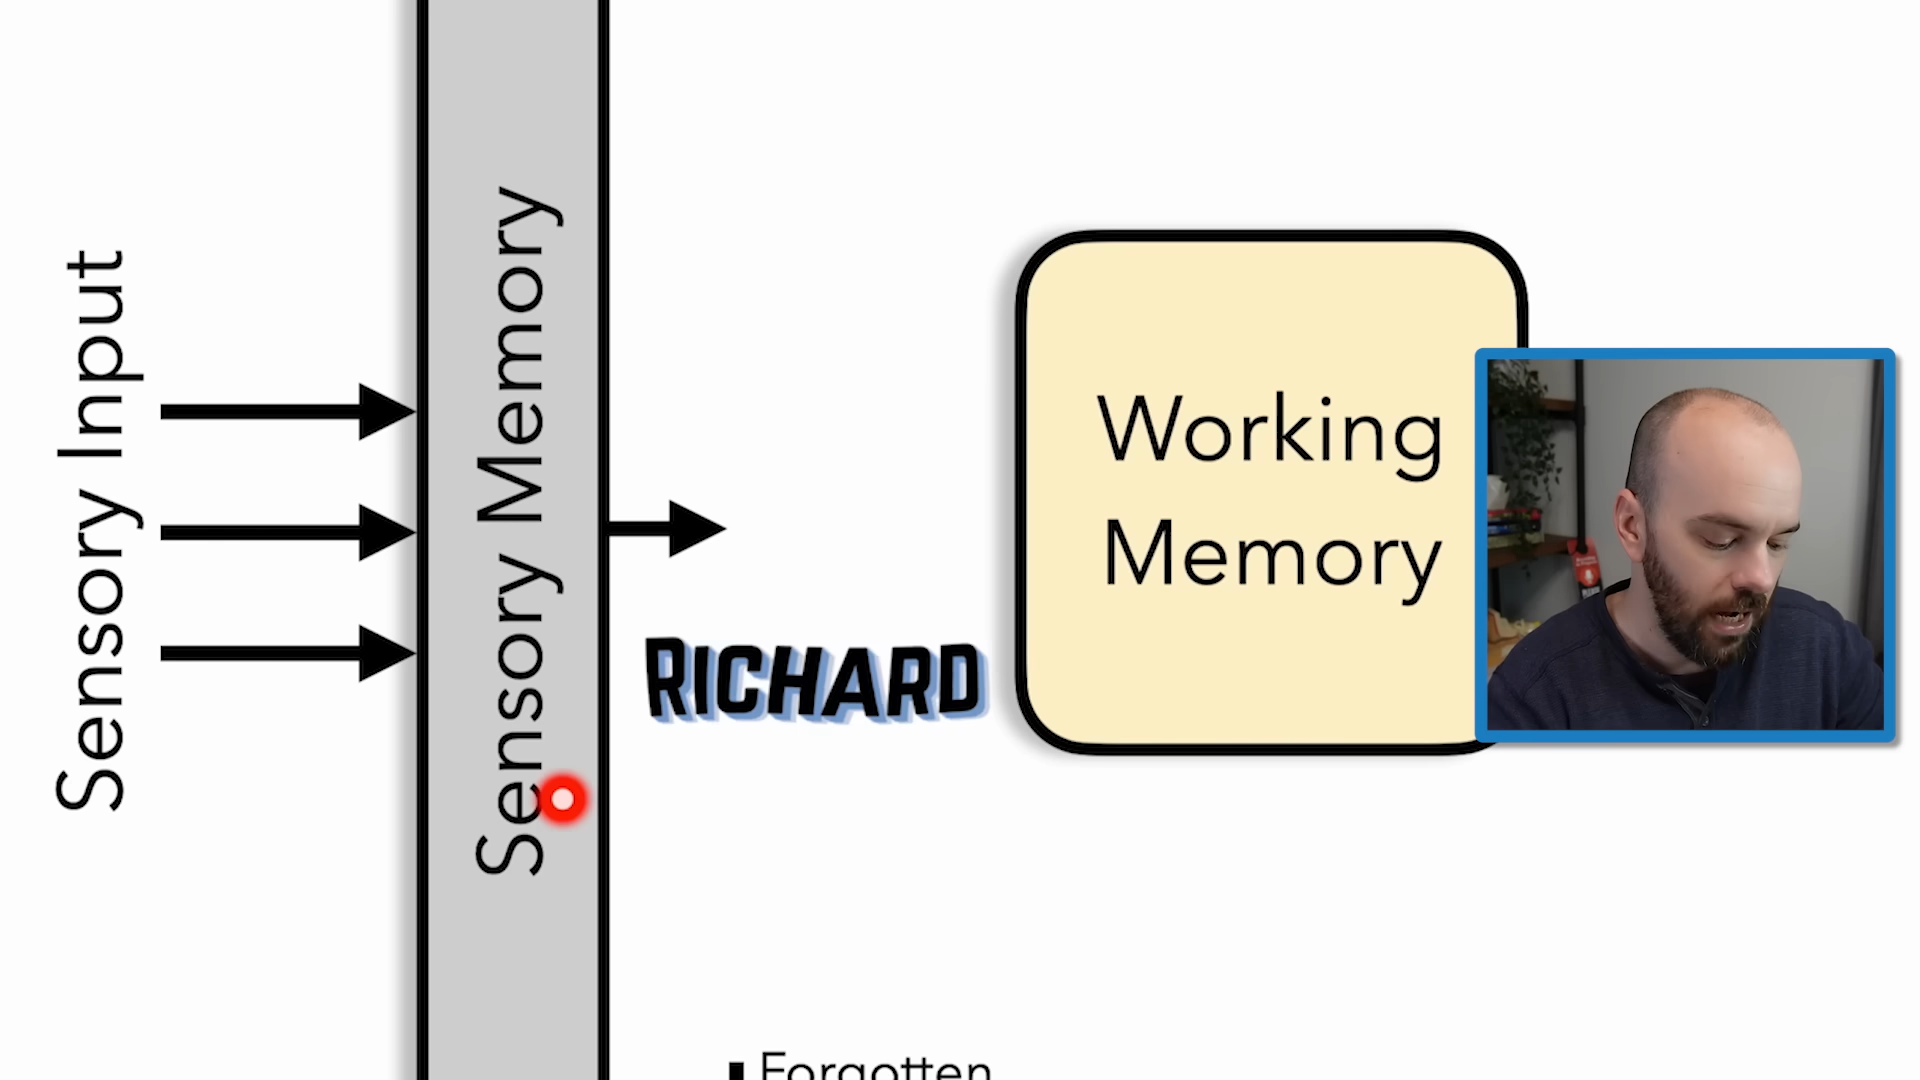 Sensory Input
Sensory Memory
RICHARD
Working
Memory
Forgotten